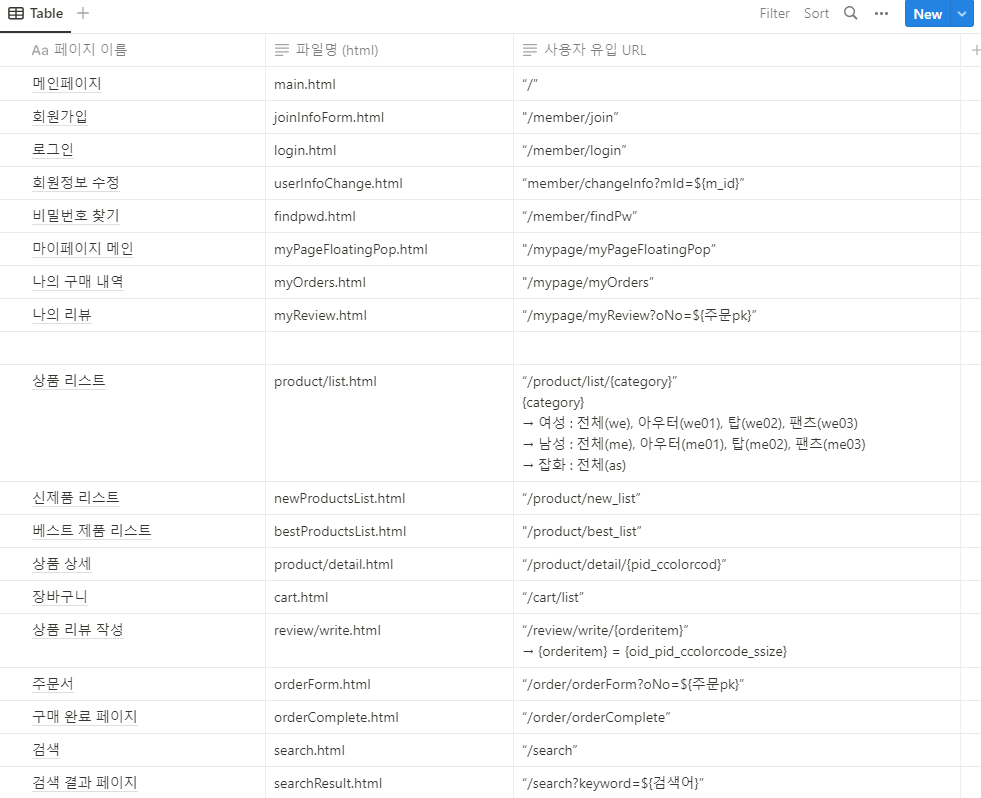 Table
Filter Sort New
Aa 페이지 이름 파일명 (html) 사용자 유입 URL
메인페이지 main.html “/”
회원가입 joinInfoForm.html "/member/join”
로그인 login.html “/member/login”
회원정보 수정 userInfoChange.html “member/changeInfo?mId=${m_id}”
비밀번호 찾기 findpwd.html “/member/findPw”
마이페이지 메인 myPageFloatingPop.html "/mypage/myPageFloatingPop”
나의 구매 내역 myOrders.html "/mypage/myOrders”
나의 리뷰 myReview.html “/mypage/myReview?oNo=${주문pk}”
상품 리스트 product/list.html “/product/list/{category}”
{category}
→ 여성 : 전체(we), 아우터(we01), 탑(we02), 팬츠(we03)
→ 남성 : 전체(me), 아우터(me01), 탑(me02), 팬츠(me03)
→ 잡화 : 전체(as)
신제품 리스트 newProductsList.html “/product/new_list”
베스트 제품 리스트 bestProductsList.html "/product/best_list”
상품 상세 product/detail.html “/product/detail/{pid_ccolorcod}”
장바구니 cart.html “/cart/list”
상품 리뷰 작성 review/write.html “/review/write/{orderitem}”
→ {orderitem} = {oid_pid_ccolorcode_ssize}
주문서 orderForm.html “/order/orderForm?oNo=${주문pk}”
구매 완료 페이지 orderComplete.html “/order/orderComplete”
검색 search.html “/search”
검색 결과 페이지 searchResult.html “/search?keyword=${검색어}”